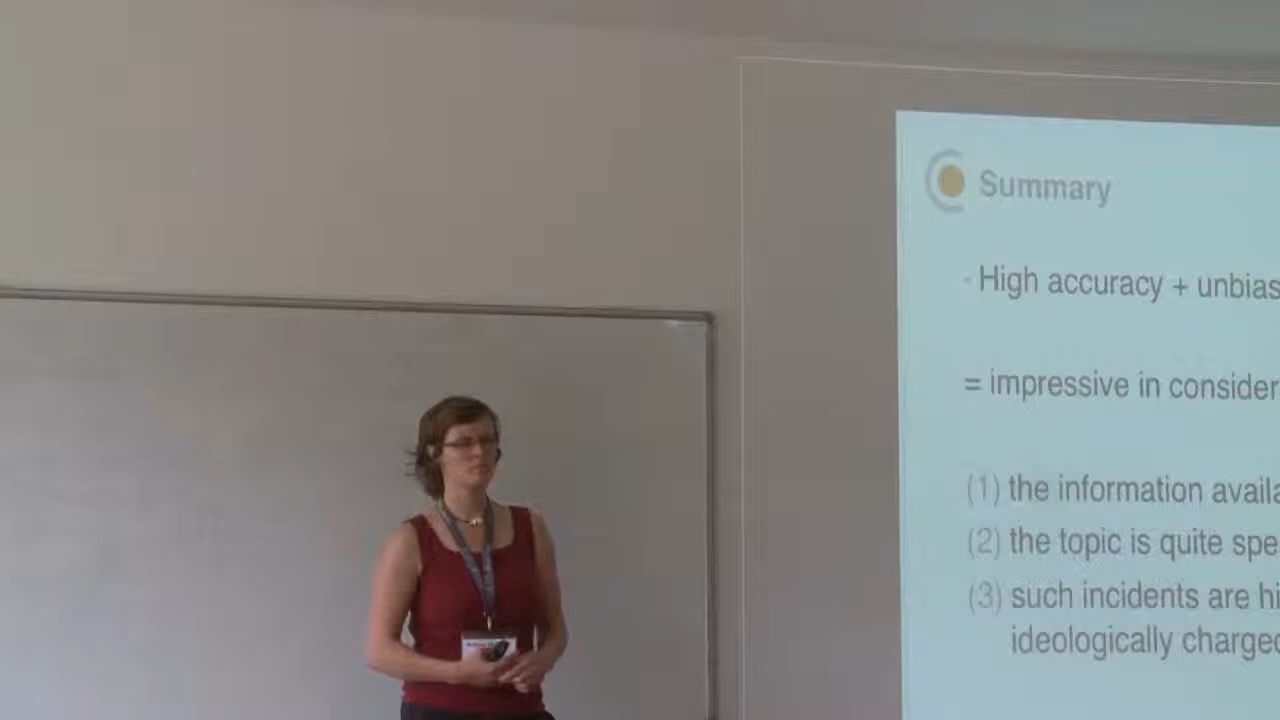 Summary
- High accuracy + unbias
= impressive in consider
(1) the information availa
(2) the topic is quite spe
(3) such incidents are hi
ideologically charged